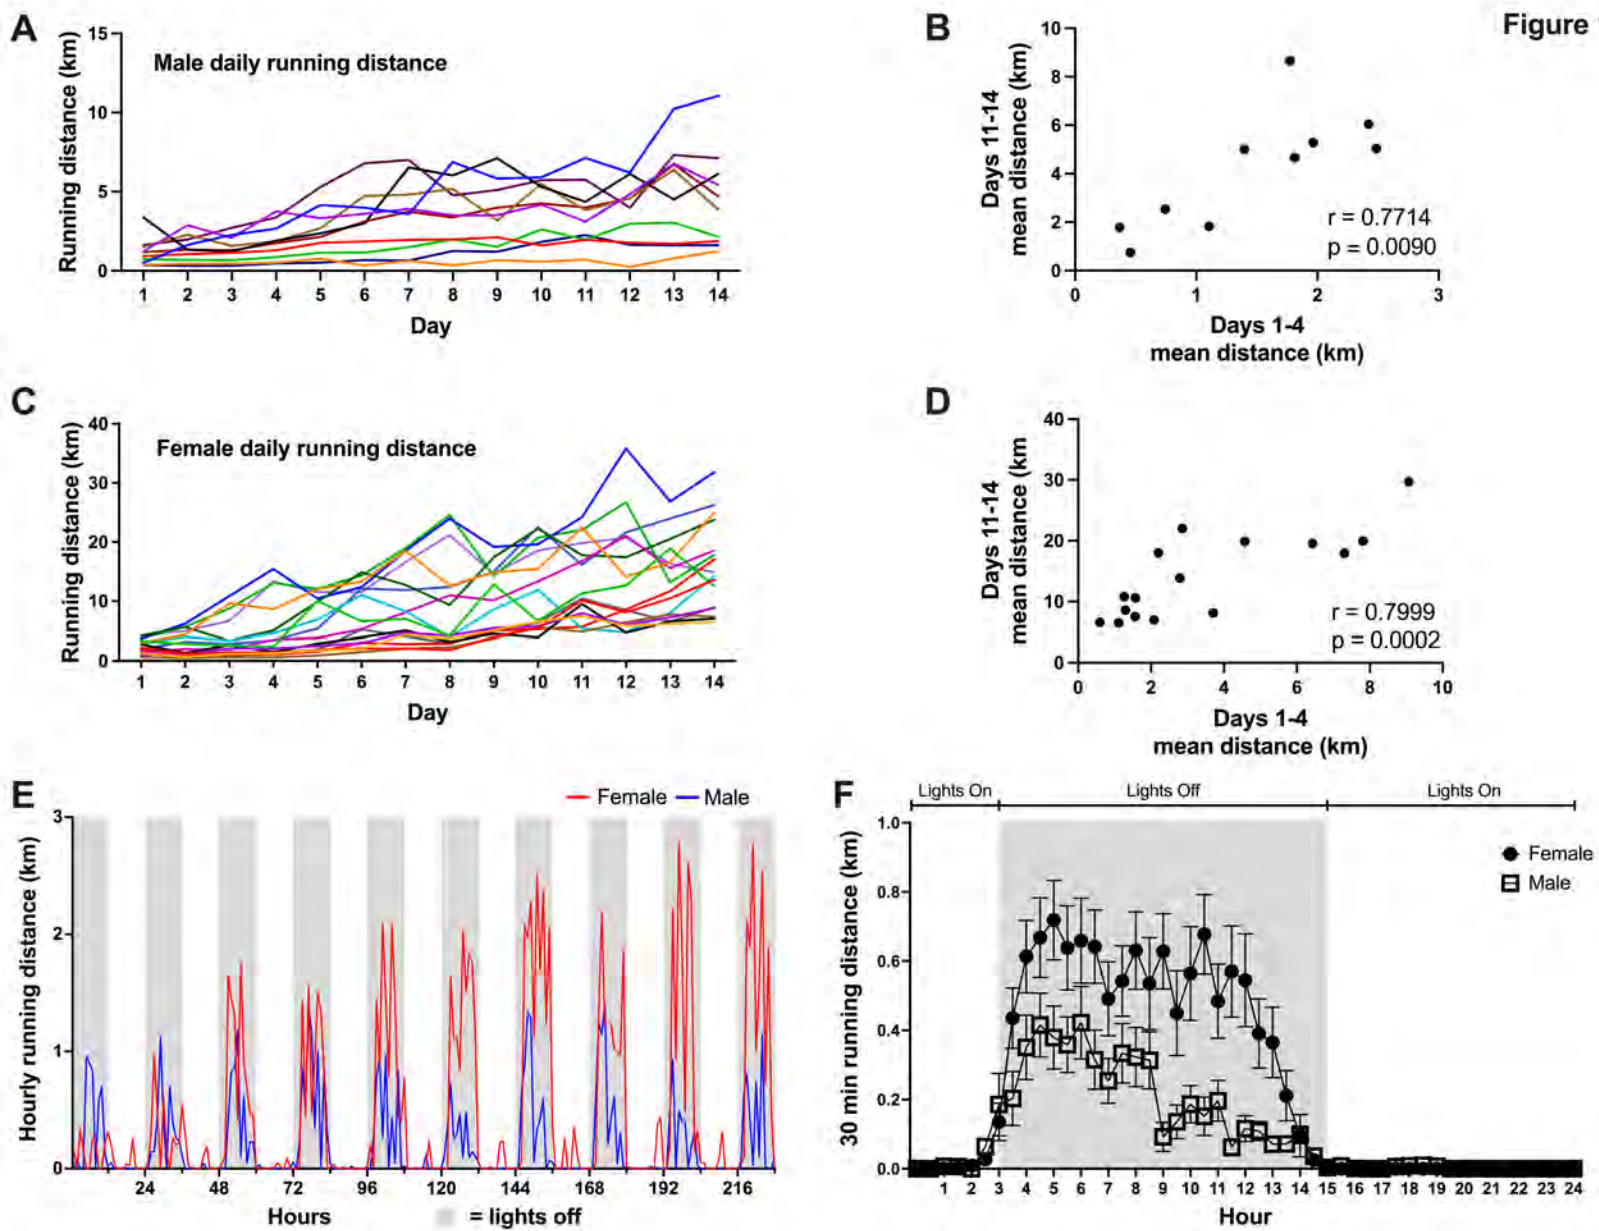 Figure
A
Male daily running distance
Running distance (km)
15
10
5
0
1 2 3 4 5 6 7 8 9 10 11 12 13 14
Day
B
Days 11-14
mean distance (km)
10
8
6
4
2
0
r = 0.7714
p = 0.0090
0 1 2 3
Days 1-4
mean distance (km)
C
Female daily running distance
Running distance (km)
40
30
20
10
0
1 2 3 4 5 6 7 8 9 10 11 12 13 14
Day
D
Days 11-14
mean distance (km
40
30
20
10
0
r = 0.7999
p = 0.0002
0 2 4 6 8 10
Days 1-4
mean distance (km)
E
Female Male
Hourly running distance (km)
3
2
1
0
24 48 72 96 120 144 168 192 216
Hours
= lights off
F
Lights On Lights Off Lights On
30 min running distance (km)
1.0
0.8
0.6
0.4
0.2
0.0
Female
Male
1 2 3 4 5 6 7 8 9 10 11 12 13 14 15 16 17 18 19 20 21 22 23 24
Hour